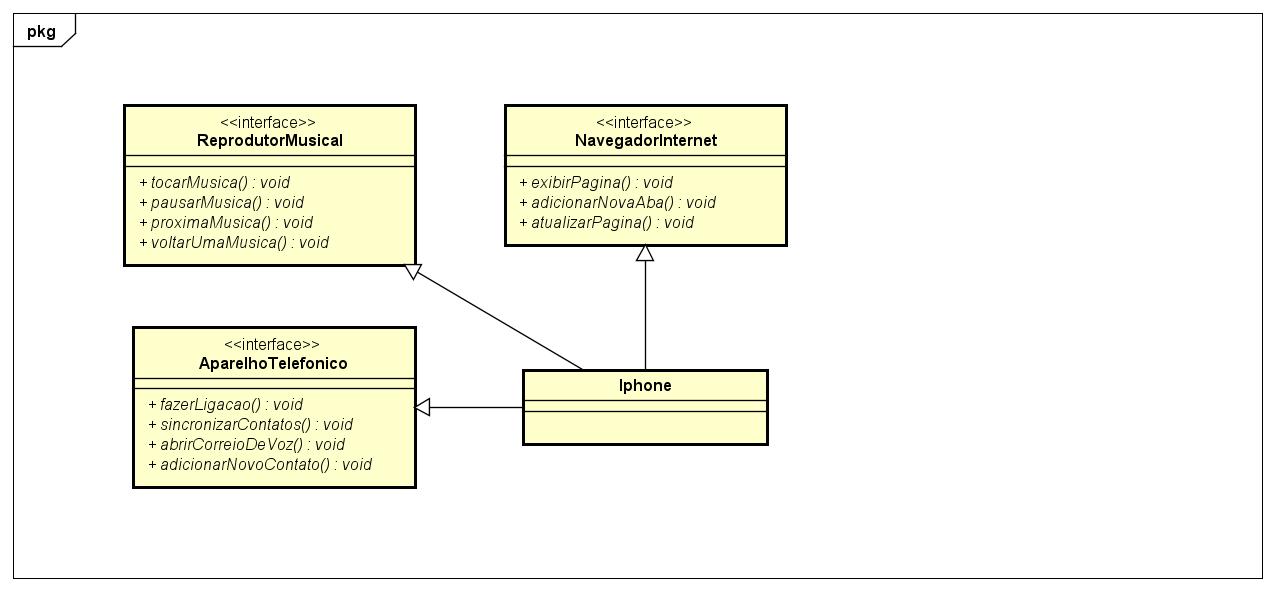 pkg
<<interface>>
ReprodutorMusical
+ tocarMusica() : void
+ pausarMusica() : void
+ proximaMusica() : void
+ voltarUmaMusica() : void
<<interface>>
NavegadorInternet
+ exibirPagina() : void
+ adicionarNovaAba() : void
+ atualizarPagina() : void
<<interface>>
AparelhoTelefonico
+ fazerLigacao() : void
+ sincronizarContatos() : void
+ abrirCorreioDeVoz() : void
+ adicionarNovoContato() : void
Iphone